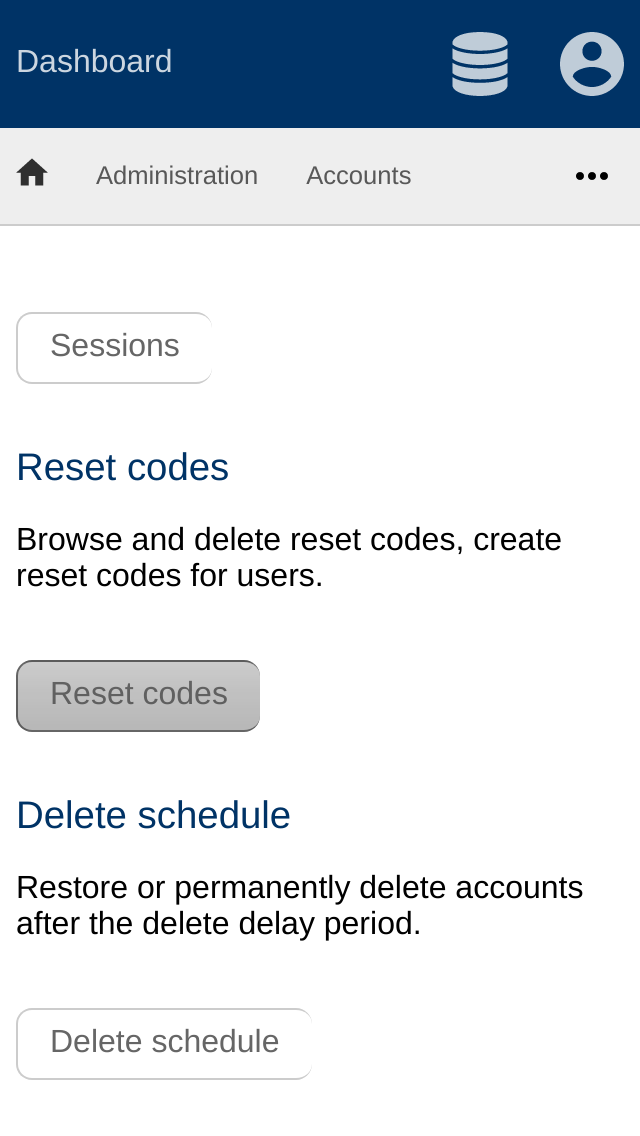 Dashboard
Administration Accounts
Sessions
Reset codes
Browse and delete reset codes, create
reset codes for users.
Reset codes
Delete schedule
Restore or permanently delete accounts
after the delete delay period.
Delete schedule